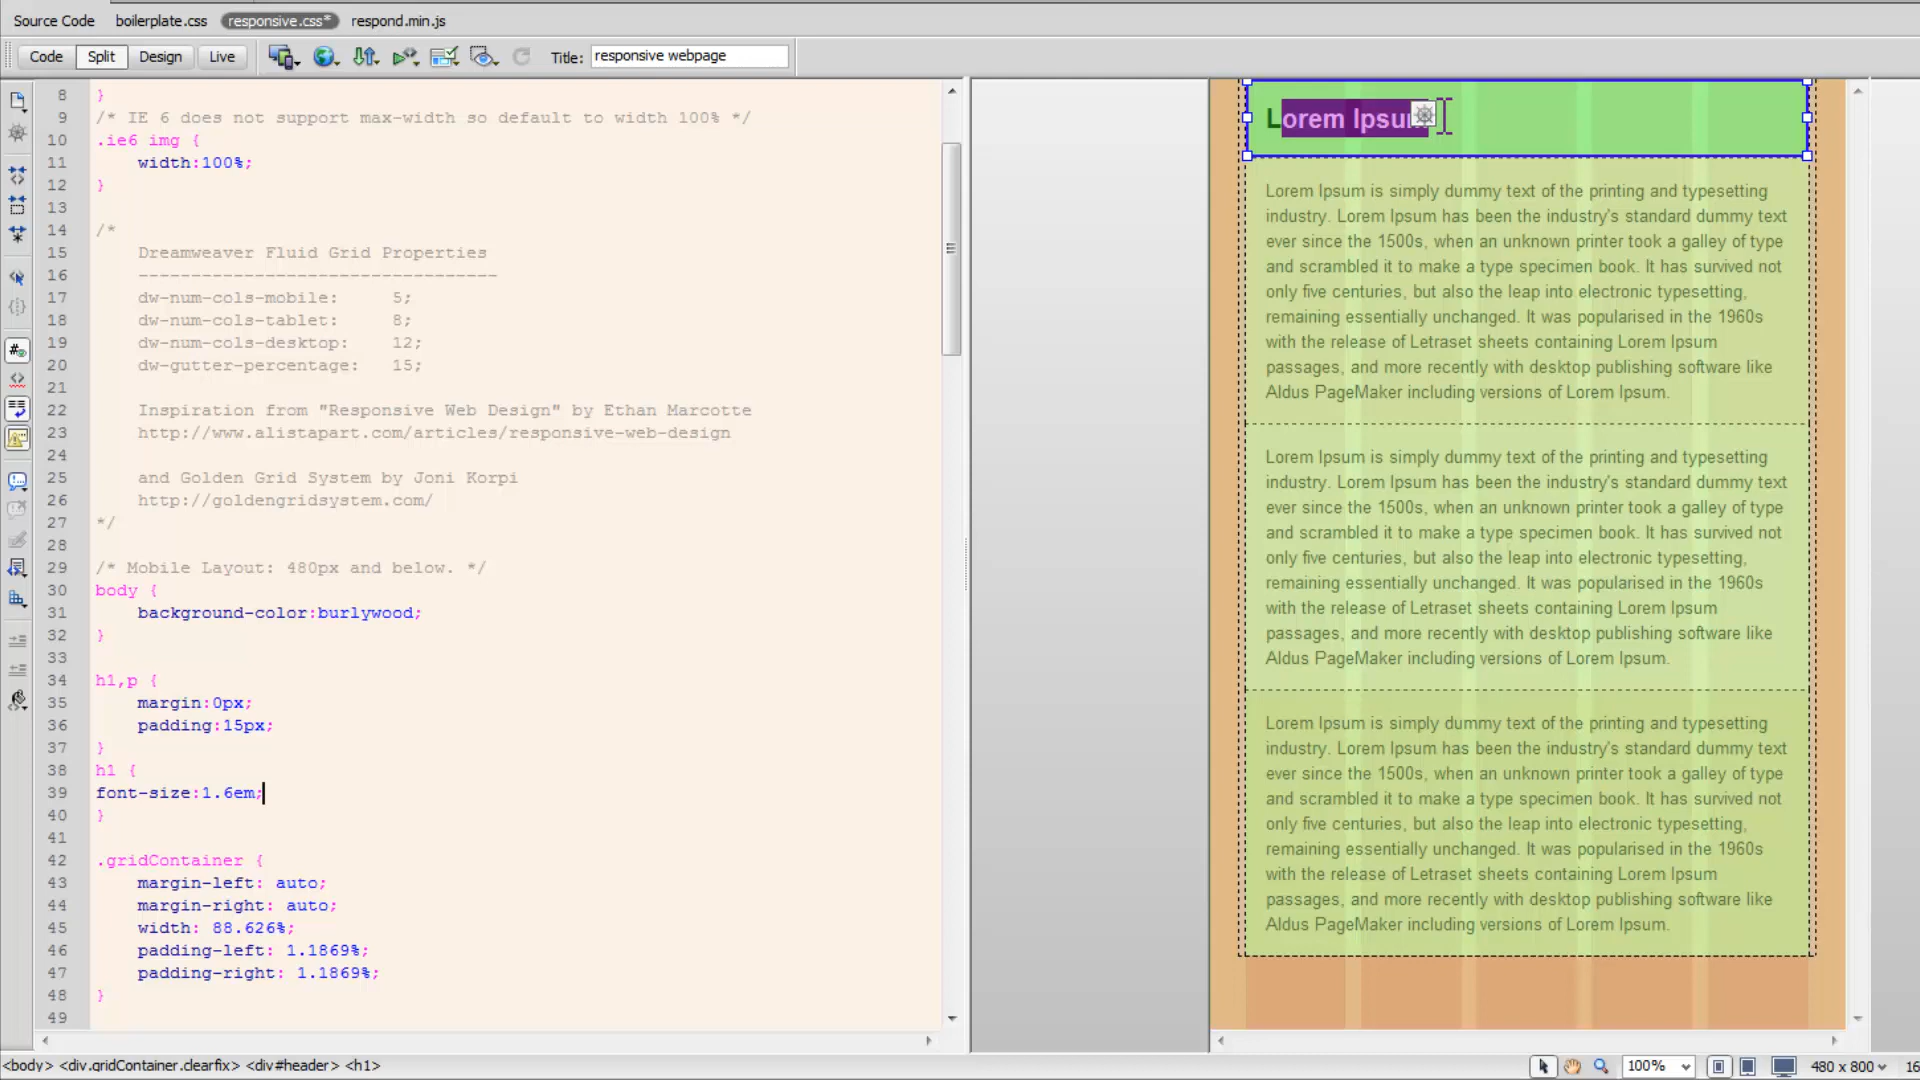 Source Code boilerplate.css responsive.css* respond.min.js
Code Split Design Live Title: responsive webpage
8 }
9 /* IE 6 does not support max-width so default to width 100% */
10 .ie6 img {
11 width:100%;
12 }
13
14 /*
15 Dreamweaver Fluid Grid Properties
16 ----------------------------------
17 dw-num-cols-mobile: 5;
18 dw-num-cols-tablet: 8;
19 dw-num-cols-desktop: 12;
20 dw-gutter-percentage: 15;
21
22 Inspiration from "Responsive Web Design" by Ethan Marcotte
23 http://www.alistapart.com/articles/responsive-web-design
24
25 and Golden Grid System by Joni Korpi
26 http://goldengridsystem.com/
27 */
28
29 /* Mobile Layout: 480px and below. */
30 body {
31 background-color:burlywood;
32 }
33
34 h1,p {
35 margin:0px;
36 padding:15px;
37 }
38 h1 {
39 font-size:1.6em;
40 }
41
42 .gridContainer {
43 margin-left: auto;
44 margin-right: auto;
45 width: 88.626%;
46 padding-left: 1.1869%;
47 padding-right: 1.1869%;
48 }
49
Lorem Ipsum
Lorem Ipsum is simply dummy text of the printing and typesetting
industry. Lorem Ipsum has been the industry's standard dummy text
ever since the 1500s, when an unknown printer took a galley of type
and scrambled it to make a type specimen book. It has survived not
only five centuries, but also the leap into electronic typesetting,
remaining essentially unchanged. It was popularised in the 1960s
with the release of Letraset sheets containing Lorem Ipsum
passages, and more recently with desktop publishing software like
Aldus PageMaker including versions of Lorem Ipsum.
Lorem Ipsum is simply dummy text of the printing and typesetting
industry. Lorem Ipsum has been the industry's standard dummy text
ever since the 1500s, when an unknown printer took a galley of type
and scrambled it to make a type specimen book. It has survived not
only five centuries, but also the leap into electronic typesetting,
remaining essentially unchanged. It was popularised in the 1960s
with the release of Letraset sheets containing Lorem Ipsum
passages, and more recently with desktop publishing software like
Aldus PageMaker including versions of Lorem Ipsum.
Lorem Ipsum is simply dummy text of the printing and typesetting
industry. Lorem Ipsum has been the industry's standard dummy text
ever since the 1500s, when an unknown printer took a galley of type
and scrambled it to make a type specimen book. It has survived not
only five centuries, but also the leap into electronic typesetting,
remaining essentially unchanged. It was popularised in the 1960s
with the release of Letraset sheets containing Lorem Ipsum
passages, and more recently with desktop publishing software like
Aldus PageMaker including versions of Lorem Ipsum.
<body> <div.gridContainer.clearfix> <div#header> <h1> 100% 480 x 800 16